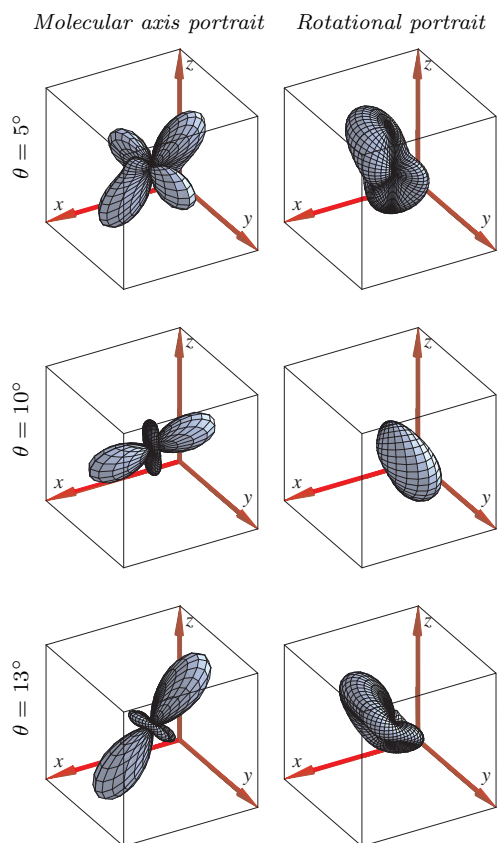 Molecular axis portrait Rotational portrait
θ = 5°
z
x
y
z
x
y
θ = 10°
z
x
y
z
x
y
θ = 13°
z
x
y
z
x
y